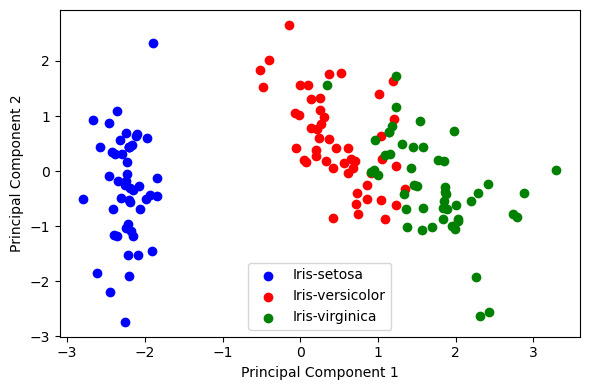 Principal Component 2
2
1
0
−1
−2
−3
Iris-setosa
Iris-versicolor
Iris-virginica
−3 −2 −1 0 1 2 3
Principal Component 1